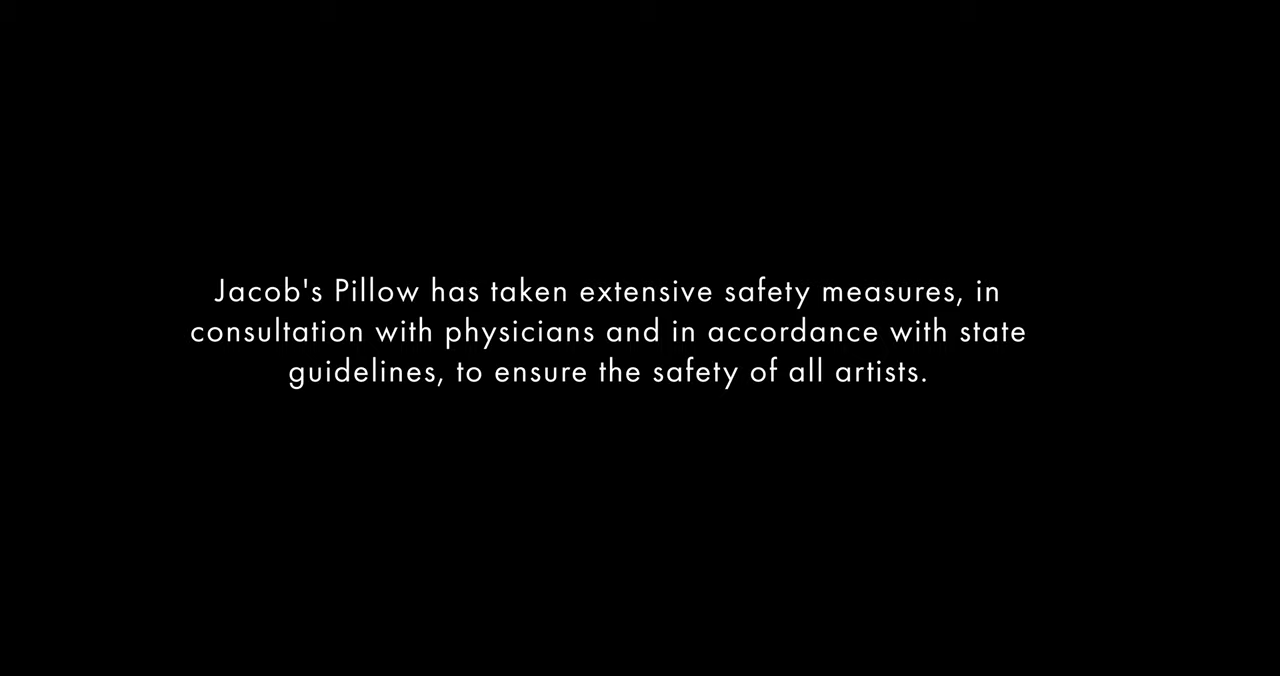 Jacob's Pillow has taken extensive safety measures, in
consultation with physicians and in accordance with state
guidelines, to ensure the safety of all artists.